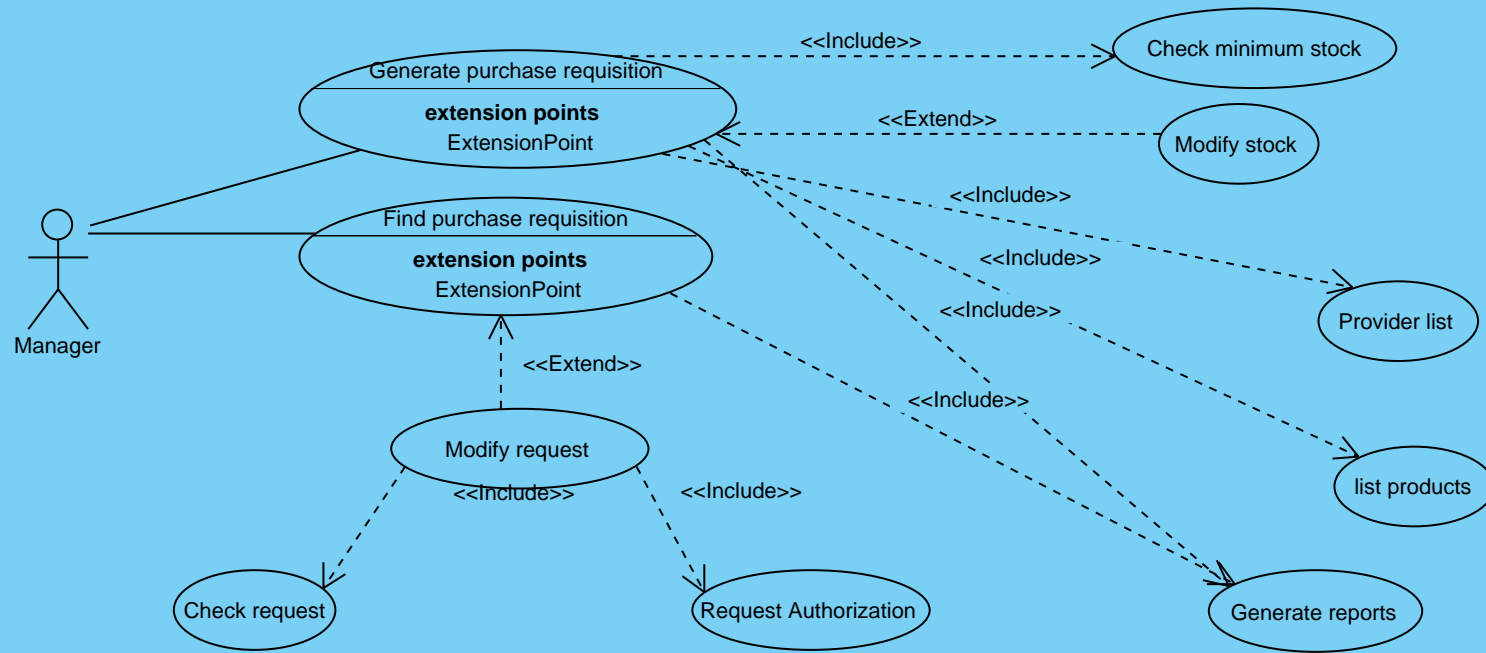 <<Include>>
Check minimum stock
Generate purchase requisition
extension points
ExtensionPoint
<<Extend>>
Modify stock
<<Include>>
Find purchase requisition
extension points
ExtensionPoint
<<Include>>
<<Include>>
Provider list
Manager
<<Extend>>
<<Include>>
Modify request
<<Include>>
<<Include>>
list products
Check request
Request Authorization
Generate reports